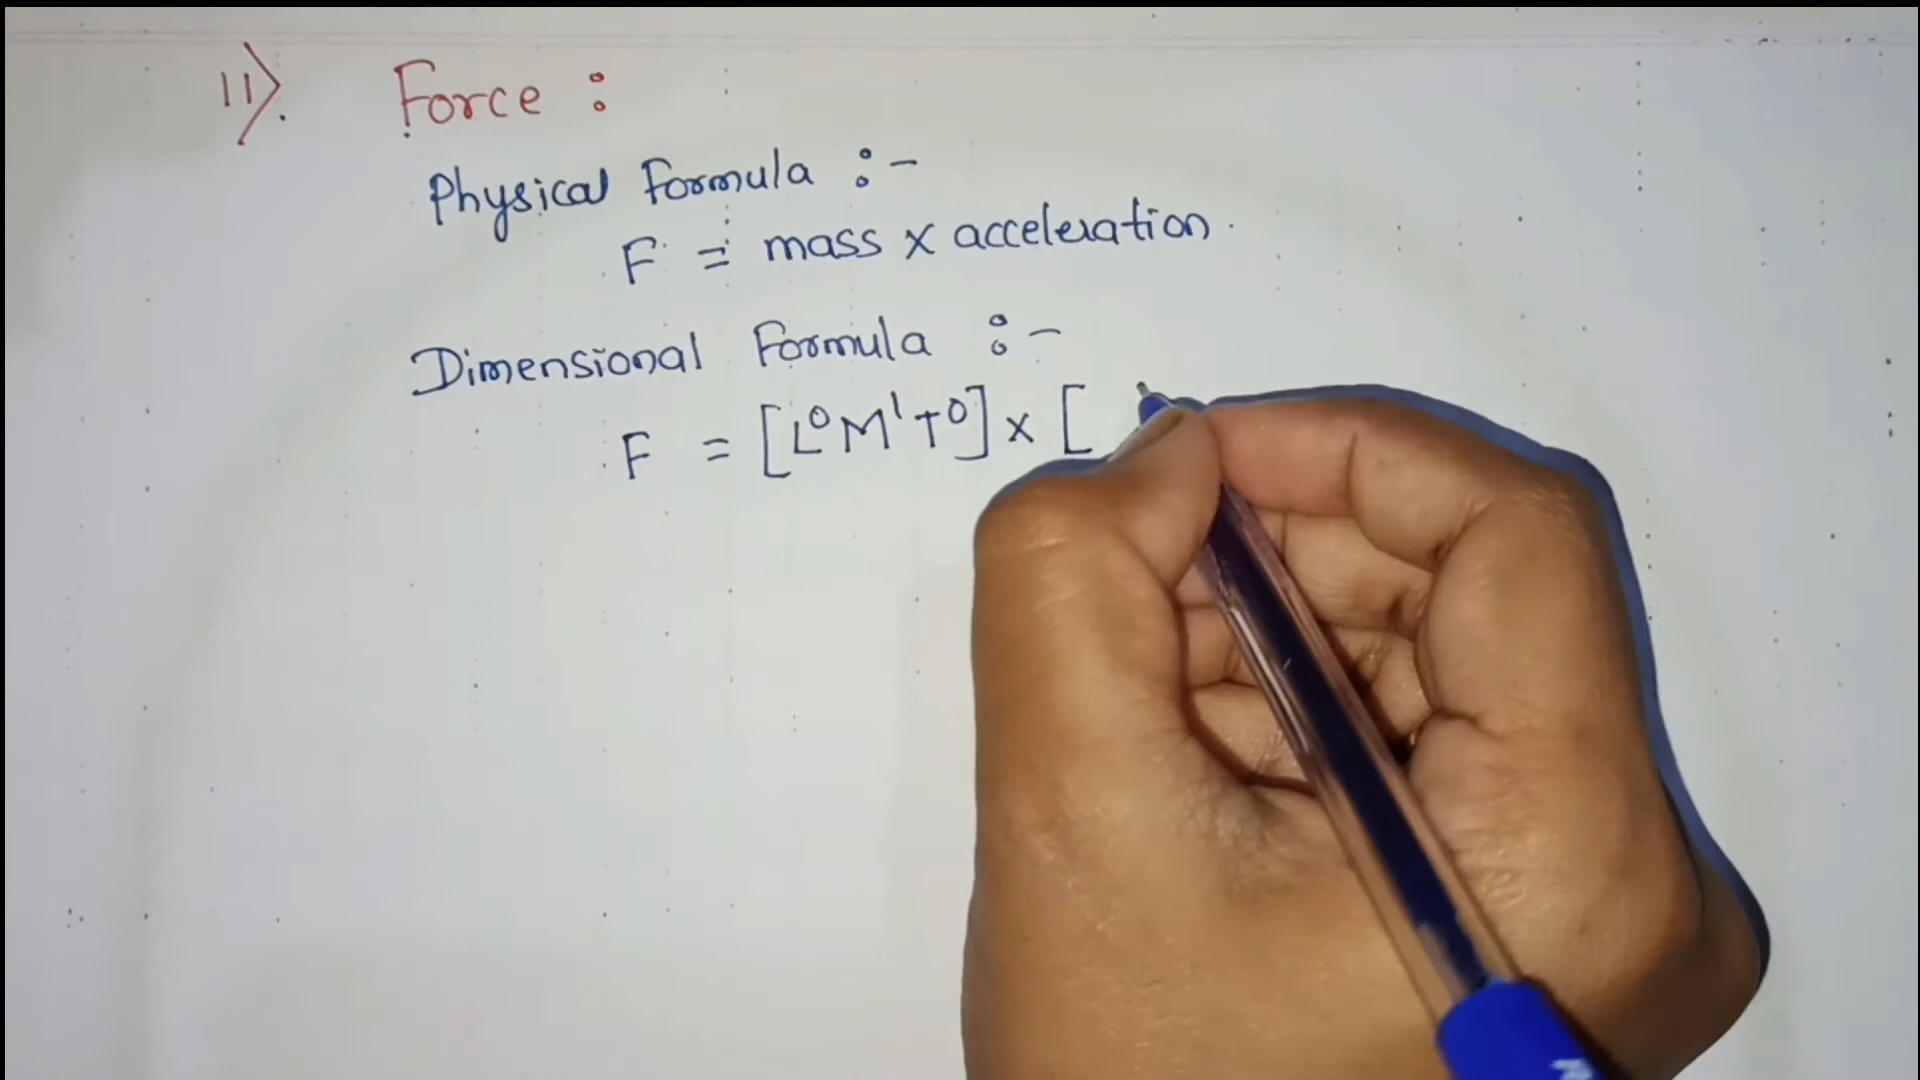 11). Force :
Physical Formula :-
F = mass x acceleration.
Dimensional Formula :-
F = [L⁰M¹T⁰] x [